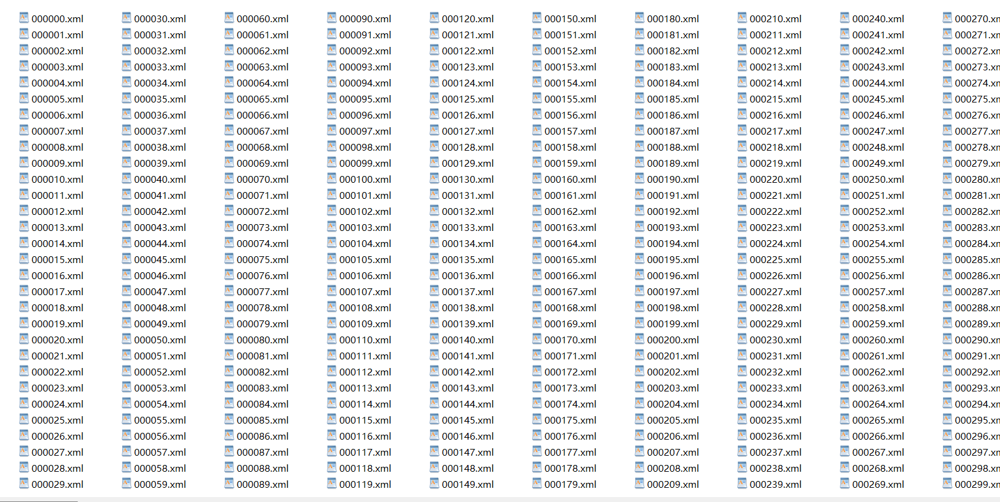 000000.xml 000030.xml 000060.xml 000090.xml 000120.xml 000150.xml 000180.xml 000210.xml 000240.xml 000270.xm
000001.xml 000031.xml 000061.xml 000091.xml 000121.xml 000151.xml 000181.xml 000211.xml 000241.xml 000271.xm
000002.xml 000032.xml 000062.xml 000092.xml 000122.xml 000152.xml 000182.xml 000212.xml 000242.xml 000272.xm
000003.xml 000033.xml 000063.xml 000093.xml 000123.xml 000153.xml 000183.xml 000213.xml 000243.xml 000273.xm
000004.xml 000034.xml 000064.xml 000094.xml 000124.xml 000154.xml 000184.xml 000214.xml 000244.xml 000274.xm
000005.xml 000035.xml 000065.xml 000095.xml 000125.xml 000155.xml 000185.xml 000215.xml 000245.xml 000275.xm
000006.xml 000036.xml 000066.xml 000096.xml 000126.xml 000156.xml 000186.xml 000216.xml 000246.xml 000276.xm
000007.xml 000037.xml 000067.xml 000097.xml 000127.xml 000157.xml 000187.xml 000217.xml 000247.xml 000277.xm
000008.xml 000038.xml 000068.xml 000098.xml 000128.xml 000158.xml 000188.xml 000218.xml 000248.xml 000278.xm
000009.xml 000039.xml 000069.xml 000099.xml 000129.xml 000159.xml 000189.xml 000219.xml 000249.xml 000279.xm
000010.xml 000040.xml 000070.xml 000100.xml 000130.xml 000160.xml 000190.xml 000220.xml 000250.xml 000280.xm
000011.xml 000041.xml 000071.xml 000101.xml 000131.xml 000161.xml 000191.xml 000221.xml 000251.xml 000281.xm
000012.xml 000042.xml 000072.xml 000102.xml 000132.xml 000162.xml 000192.xml 000222.xml 000252.xml 000282.xm
000013.xml 000043.xml 000073.xml 000103.xml 000133.xml 000163.xml 000193.xml 000223.xml 000253.xml 000283.xm
000014.xml 000044.xml 000074.xml 000104.xml 000134.xml 000164.xml 000194.xml 000224.xml 000254.xml 000284.xm
000015.xml 000045.xml 000075.xml 000105.xml 000135.xml 000165.xml 000195.xml 000225.xml 000255.xml 000285.xm
000016.xml 000046.xml 000076.xml 000106.xml 000136.xml 000166.xml 000196.xml 000226.xml 000256.xml 000286.xm
000017.xml 000047.xml 000077.xml 000107.xml 000137.xml 000167.xml 000197.xml 000227.xml 000257.xml 000287.xm
000018.xml 000048.xml 000078.xml 000108.xml 000138.xml 000168.xml 000198.xml 000228.xml 000258.xml 000288.xm
000019.xml 000049.xml 000079.xml 000109.xml 000139.xml 000169.xml 000199.xml 000229.xml 000259.xml 000289.xm
000020.xml 000050.xml 000080.xml 000110.xml 000140.xml 000170.xml 000200.xml 000230.xml 000260.xml 000290.xm
000021.xml 000051.xml 000081.xml 000111.xml 000141.xml 000171.xml 000201.xml 000231.xml 000261.xml 000291.xm
000022.xml 000052.xml 000082.xml 000112.xml 000142.xml 000172.xml 000202.xml 000232.xml 000262.xml 000292.xm
000023.xml 000053.xml 000083.xml 000113.xml 000143.xml 000173.xml 000203.xml 000233.xml 000263.xml 000293.xm
000024.xml 000054.xml 000084.xml 000114.xml 000144.xml 000174.xml 000204.xml 000234.xml 000264.xml 000294.xm
000025.xml 000055.xml 000085.xml 000115.xml 000145.xml 000175.xml 000205.xml 000235.xml 000265.xml 000295.xm
000026.xml 000056.xml 000086.xml 000116.xml 000146.xml 000176.xml 000206.xml 000236.xml 000266.xml 000296.xm
000027.xml 000057.xml 000087.xml 000117.xml 000147.xml 000177.xml 000207.xml 000237.xml 000267.xml 000297.xm
000028.xml 000058.xml 000088.xml 000118.xml 000148.xml 000178.xml 000208.xml 000238.xml 000268.xml 000298.xm
000029.xml 000059.xml 000089.xml 000119.xml 000149.xml 000179.xml 000209.xml 000239.xml 000269.xml 000299.xm